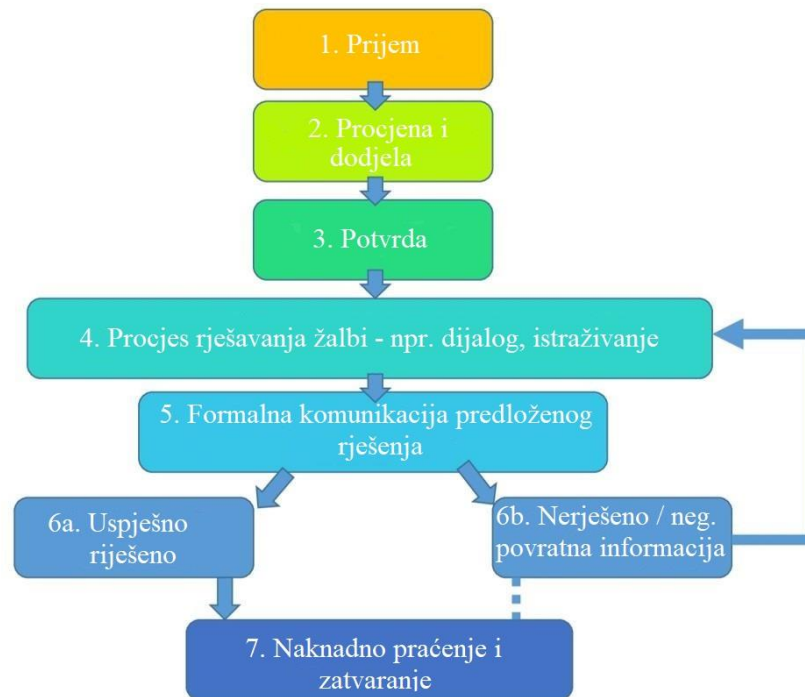 1. Prijem
2. Procjena i
dodjela
3. Potvrda
4. Procjes rješavanja žalbi - npr. dijalog, istraživanje
5. Formalna komunikacija predloženog
rješenja
6a. Uspješno
riješeno
6b. Nerješeno / neg.
povratna informacija
7. Naknadno praćenje i
zatvaranje